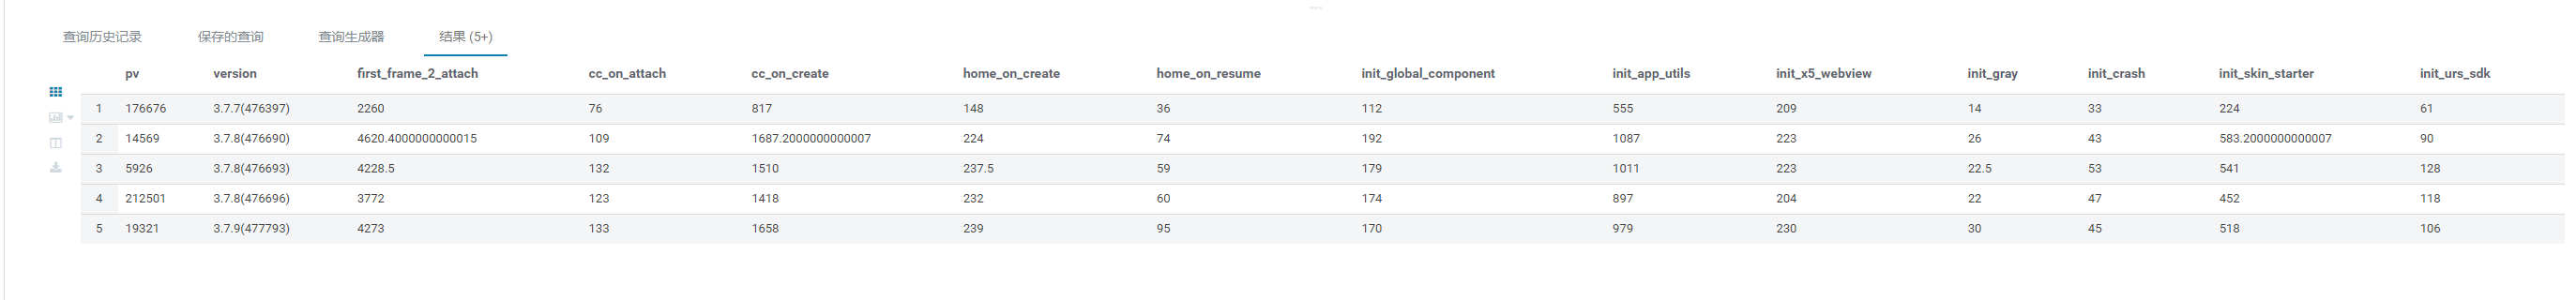 查询历史记录 保存的查询 查询生成器 结果 (5+)
pv version first_frame_2_attach cc_on_attach cc_on_create home_on_create home_on_resume init_global_component init_app_utils init_x5_webview init_gray init_crash init_skin_starter init_urs_sdk
1 176676 3.7.7(476397) 2260 76 817 148 36 112 555 209 14 33 224 61
2 14569 3.7.8(476690) 4620.4000000000015 109 1687.2000000000007 224 74 192 1087 223 26 43 583.2000000000007 90
3 5926 3.7.8(476693) 4228.5 132 1510 237.5 59 179 1011 223 22.5 53 541 128
4 212501 3.7.8(476696) 3772 123 1418 232 60 174 897 204 22 47 452 118
5 19321 3.7.9(477793) 4273 133 1658 239 95 170 979 230 30 45 518 106